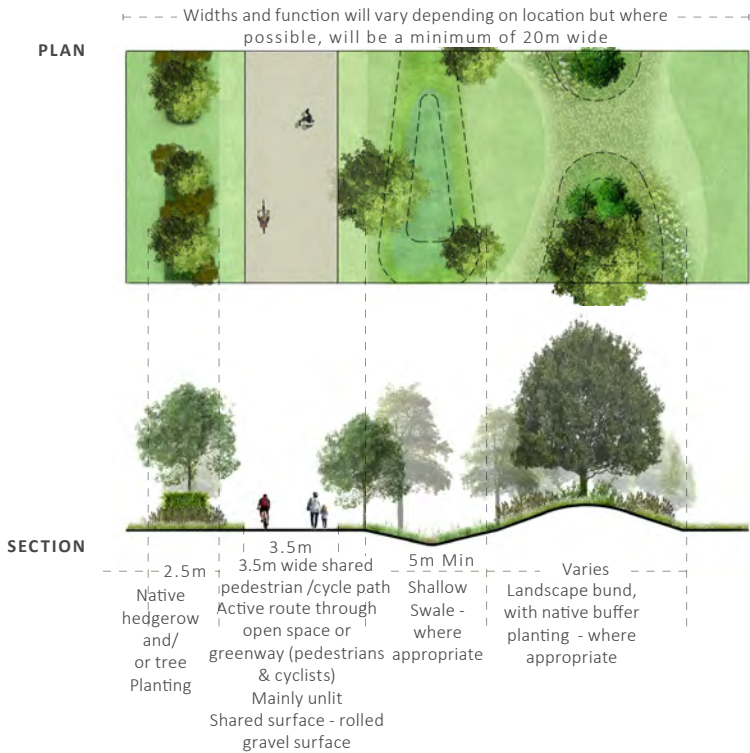 Widths and function will vary depending on location but where
possible, will be a minimum of 20m wide
PLAN
SECTION
2.5m
Native
hedgerow
and/
or tree
Planting
3.5m
3.5m wide shared
pedestrian /cycle path
Active route through
open space or
greenway (pedestrians
& cyclists)
Mainly unlit
Shared surface - rolled
gravel surface
5m Min
Shallow
Swale -
where
appropriate
Varies
Landscape bund,
with native buffer
planting - where
appropriate